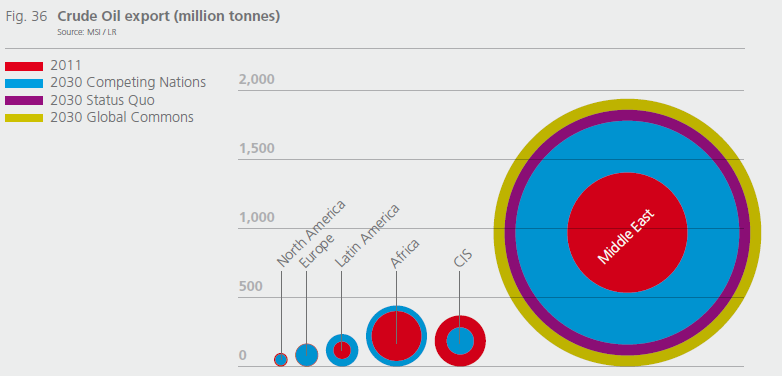 Fig. 36 Crude Oil export (million tonnes)
Source: MSI / LR
2011
2030 Competing Nations
2030 Status Quo
2030 Global Commons
2,000
1,500
1,000
500
0
North America
Europe
Latin America
Africa
CIS
Middle East